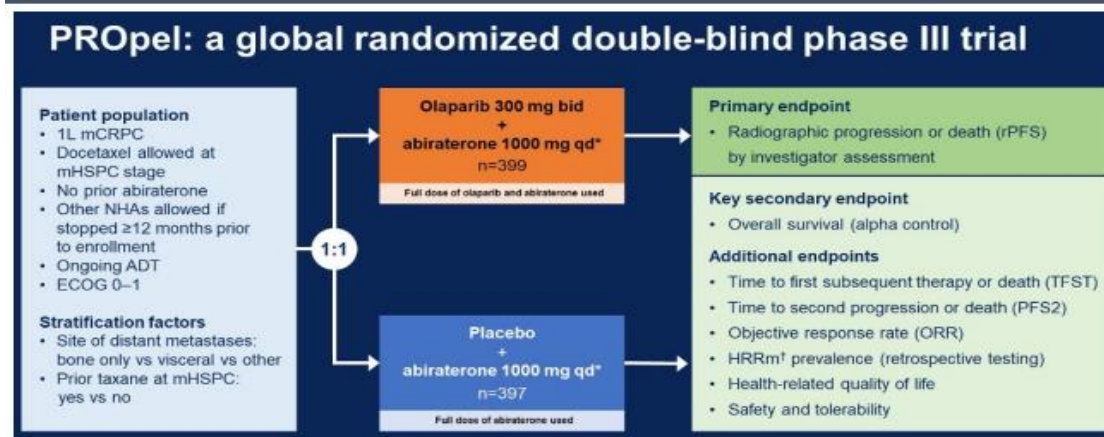 PROpel: a global randomized double-blind phase III trial
Patient population
• 1L mCRPC
• Docetaxel allowed at
mHSPC stage
• No prior abiraterone
• Other NHAs allowed if
stopped ≥12 months prior
to enrollment
• Ongoing ADT
• ECOG 0–1
Stratification factors
• Site of distant metastases:
bone only vs visceral vs other
• Prior taxane at mHSPC:
yes vs no
1:1
Olaparib 300 mg bid
+
abiraterone 1000 mg qd*
n=399
Full dose of olaparib and abiraterone used
Placebo
+
abiraterone 1000 mg qd*
n=397
Full dose of abiraterone used
Primary endpoint
• Radiographic progression or death (rPFS)
by investigator assessment
Key secondary endpoint
• Overall survival (alpha control)
Additional endpoints
• Time to first subsequent therapy or death (TFST)
• Time to second progression or death (PFS2)
• Objective response rate (ORR)
• HRRm† prevalence (retrospective testing)
• Health-related quality of life
• Safety and tolerability